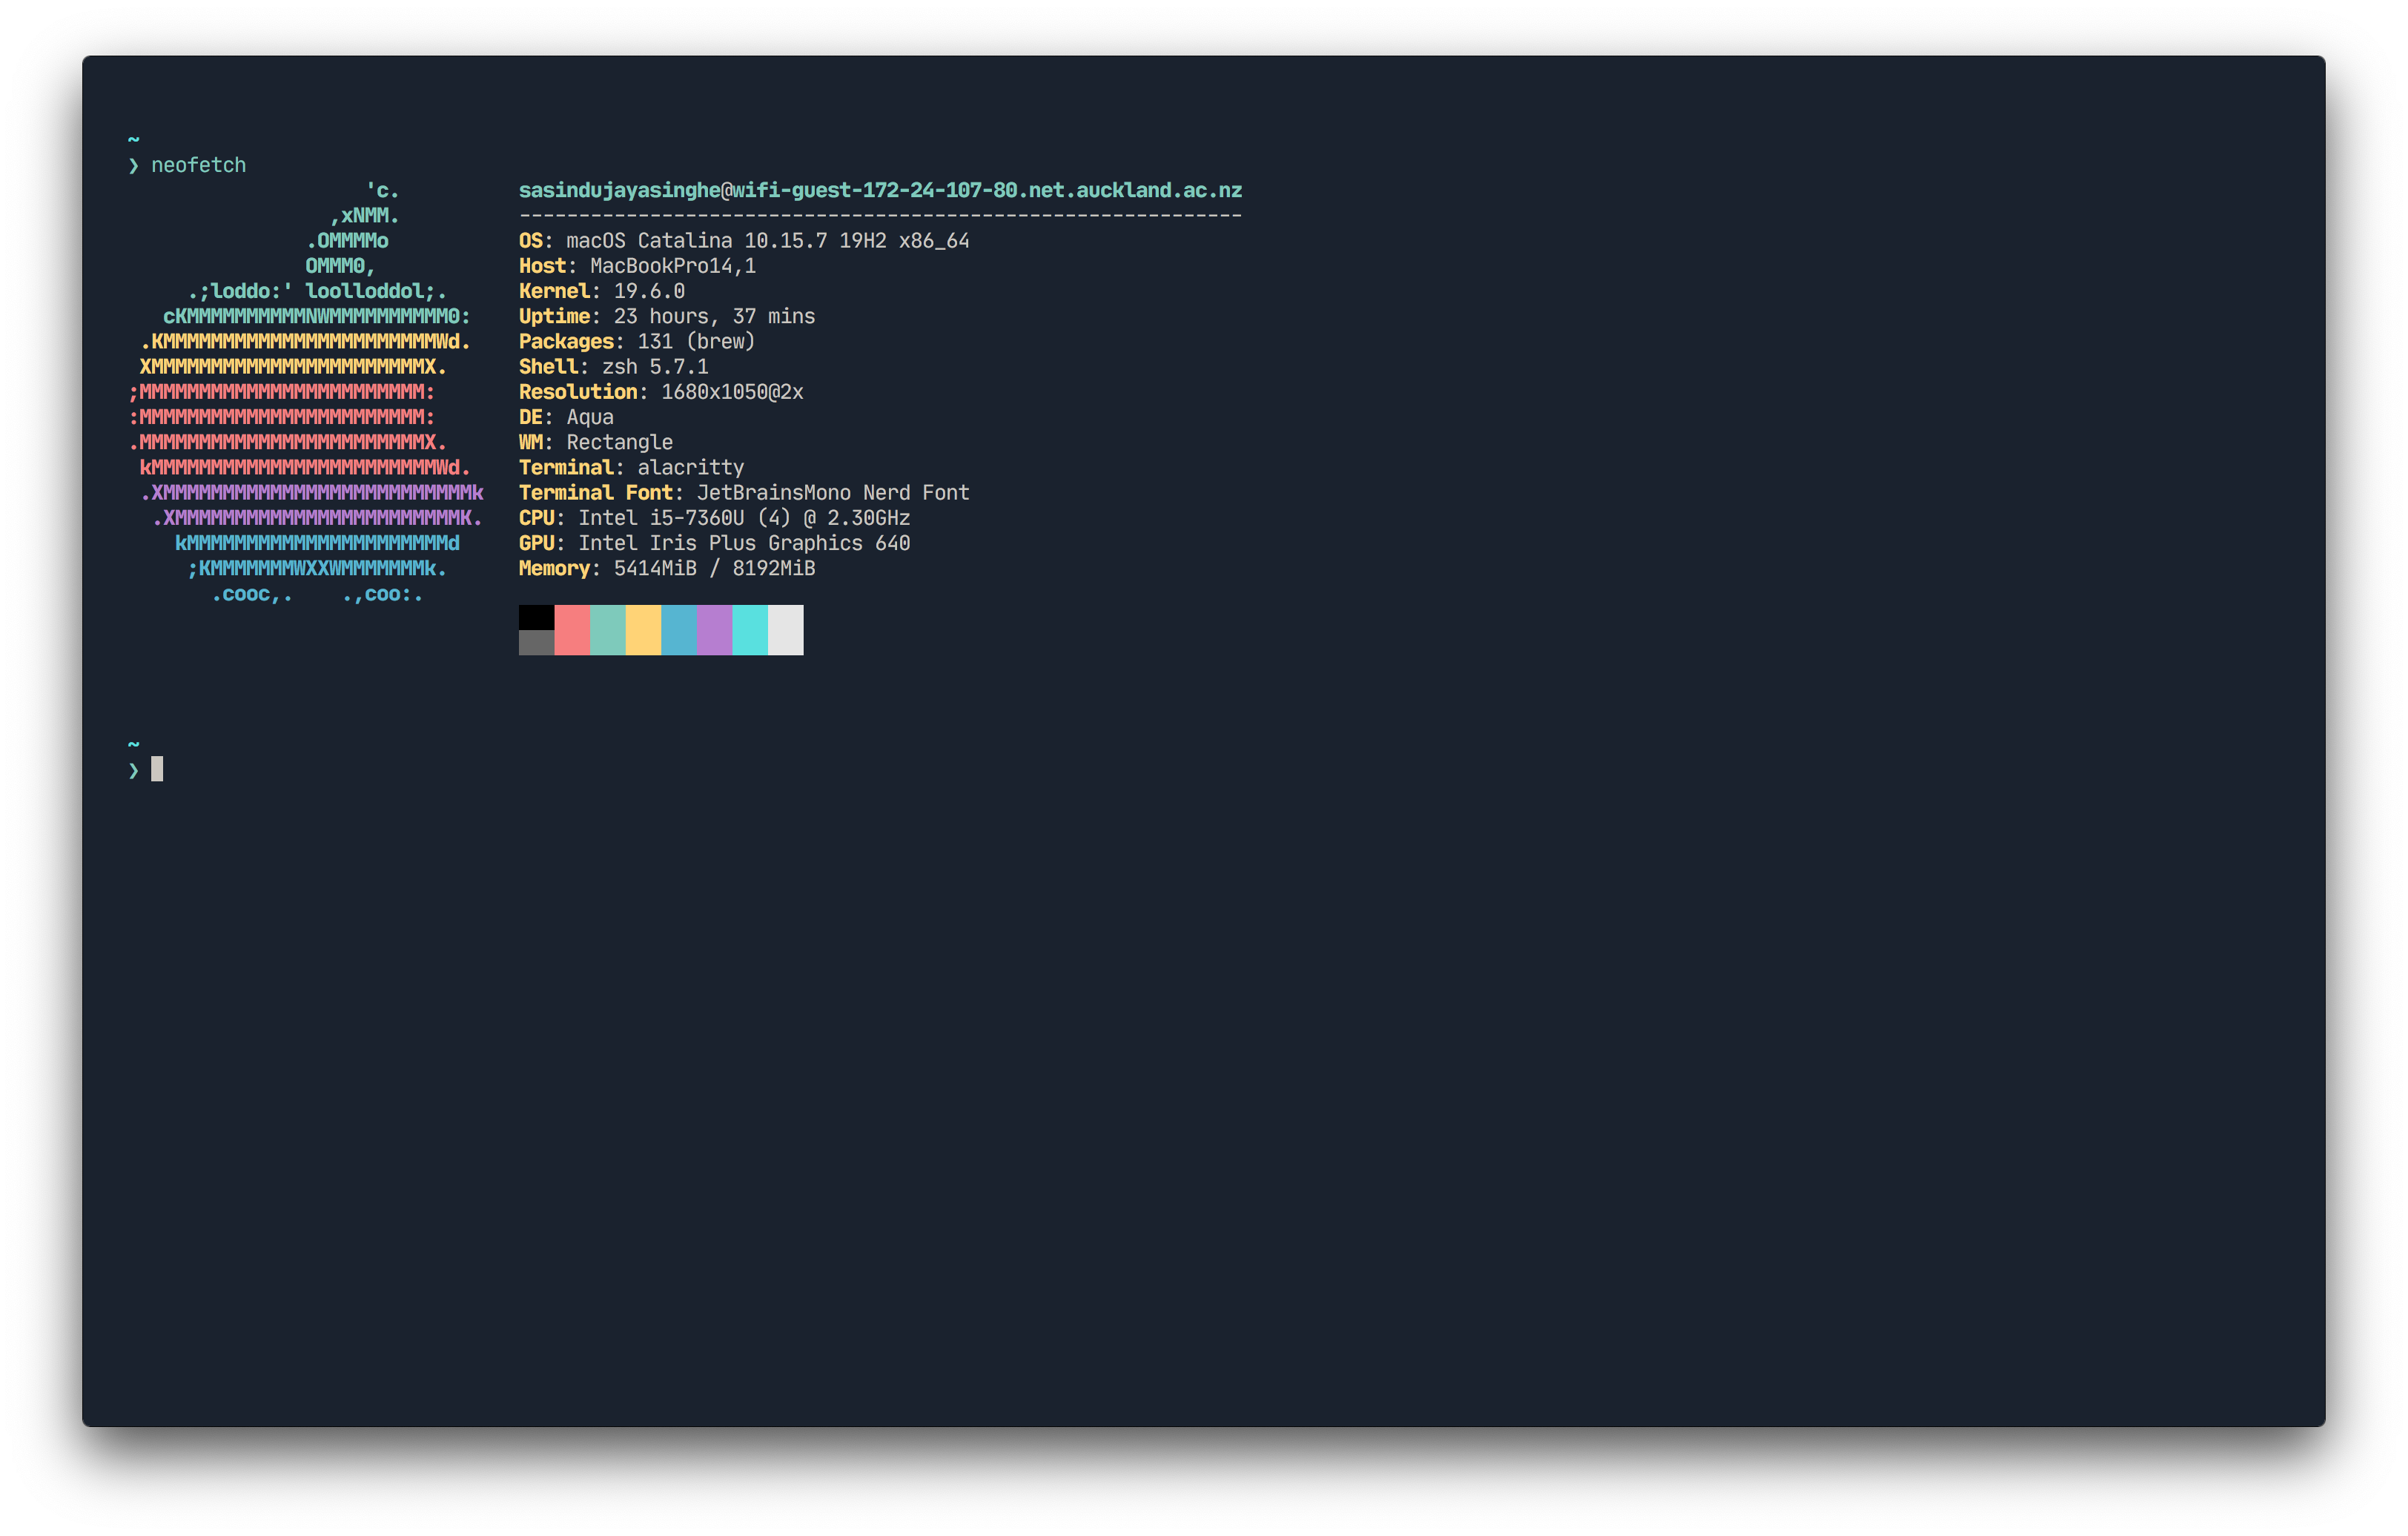 ~
❯ neofetch
'c. sasindujayasinghe@wifi-guest-172-24-107-80.net.auckland.ac.nz
,xNMM. -------------------------------------------------------------
.OMMMMo OS: macOS Catalina 10.15.7 19H2 x86_64
OMMM0, Host: MacBookPro14,1
.;loddo:' loolloddol;. Kernel: 19.6.0
cKMMMMMMMMMMNWMMMMMMMMMM0: Uptime: 23 hours, 37 mins
.KMMMMMMMMMMMMMMMMMMMMMMMWd. Packages: 131 (brew)
XMMMMMMMMMMMMMMMMMMMMMMMX. Shell: zsh 5.7.1
;MMMMMMMMMMMMMMMMMMMMMMMM: Resolution: 1680x1050@2x
:MMMMMMMMMMMMMMMMMMMMMMMM: DE: Aqua
.MMMMMMMMMMMMMMMMMMMMMMMMX. WM: Rectangle
kMMMMMMMMMMMMMMMMMMMMMMMMWd. Terminal: alacritty
.XMMMMMMMMMMMMMMMMMMMMMMMMMMk Terminal Font: JetBrainsMono Nerd Font
.XMMMMMMMMMMMMMMMMMMMMMMMMK. CPU: Intel i5-7360U (4) @ 2.30GHz
kMMMMMMMMMMMMMMMMMMMMMMd GPU: Intel Iris Plus Graphics 640
;KMMMMMMMWXXWMMMMMMMk. Memory: 5414MiB / 8192MiB
.cooc,. .,coo:.
~
❯